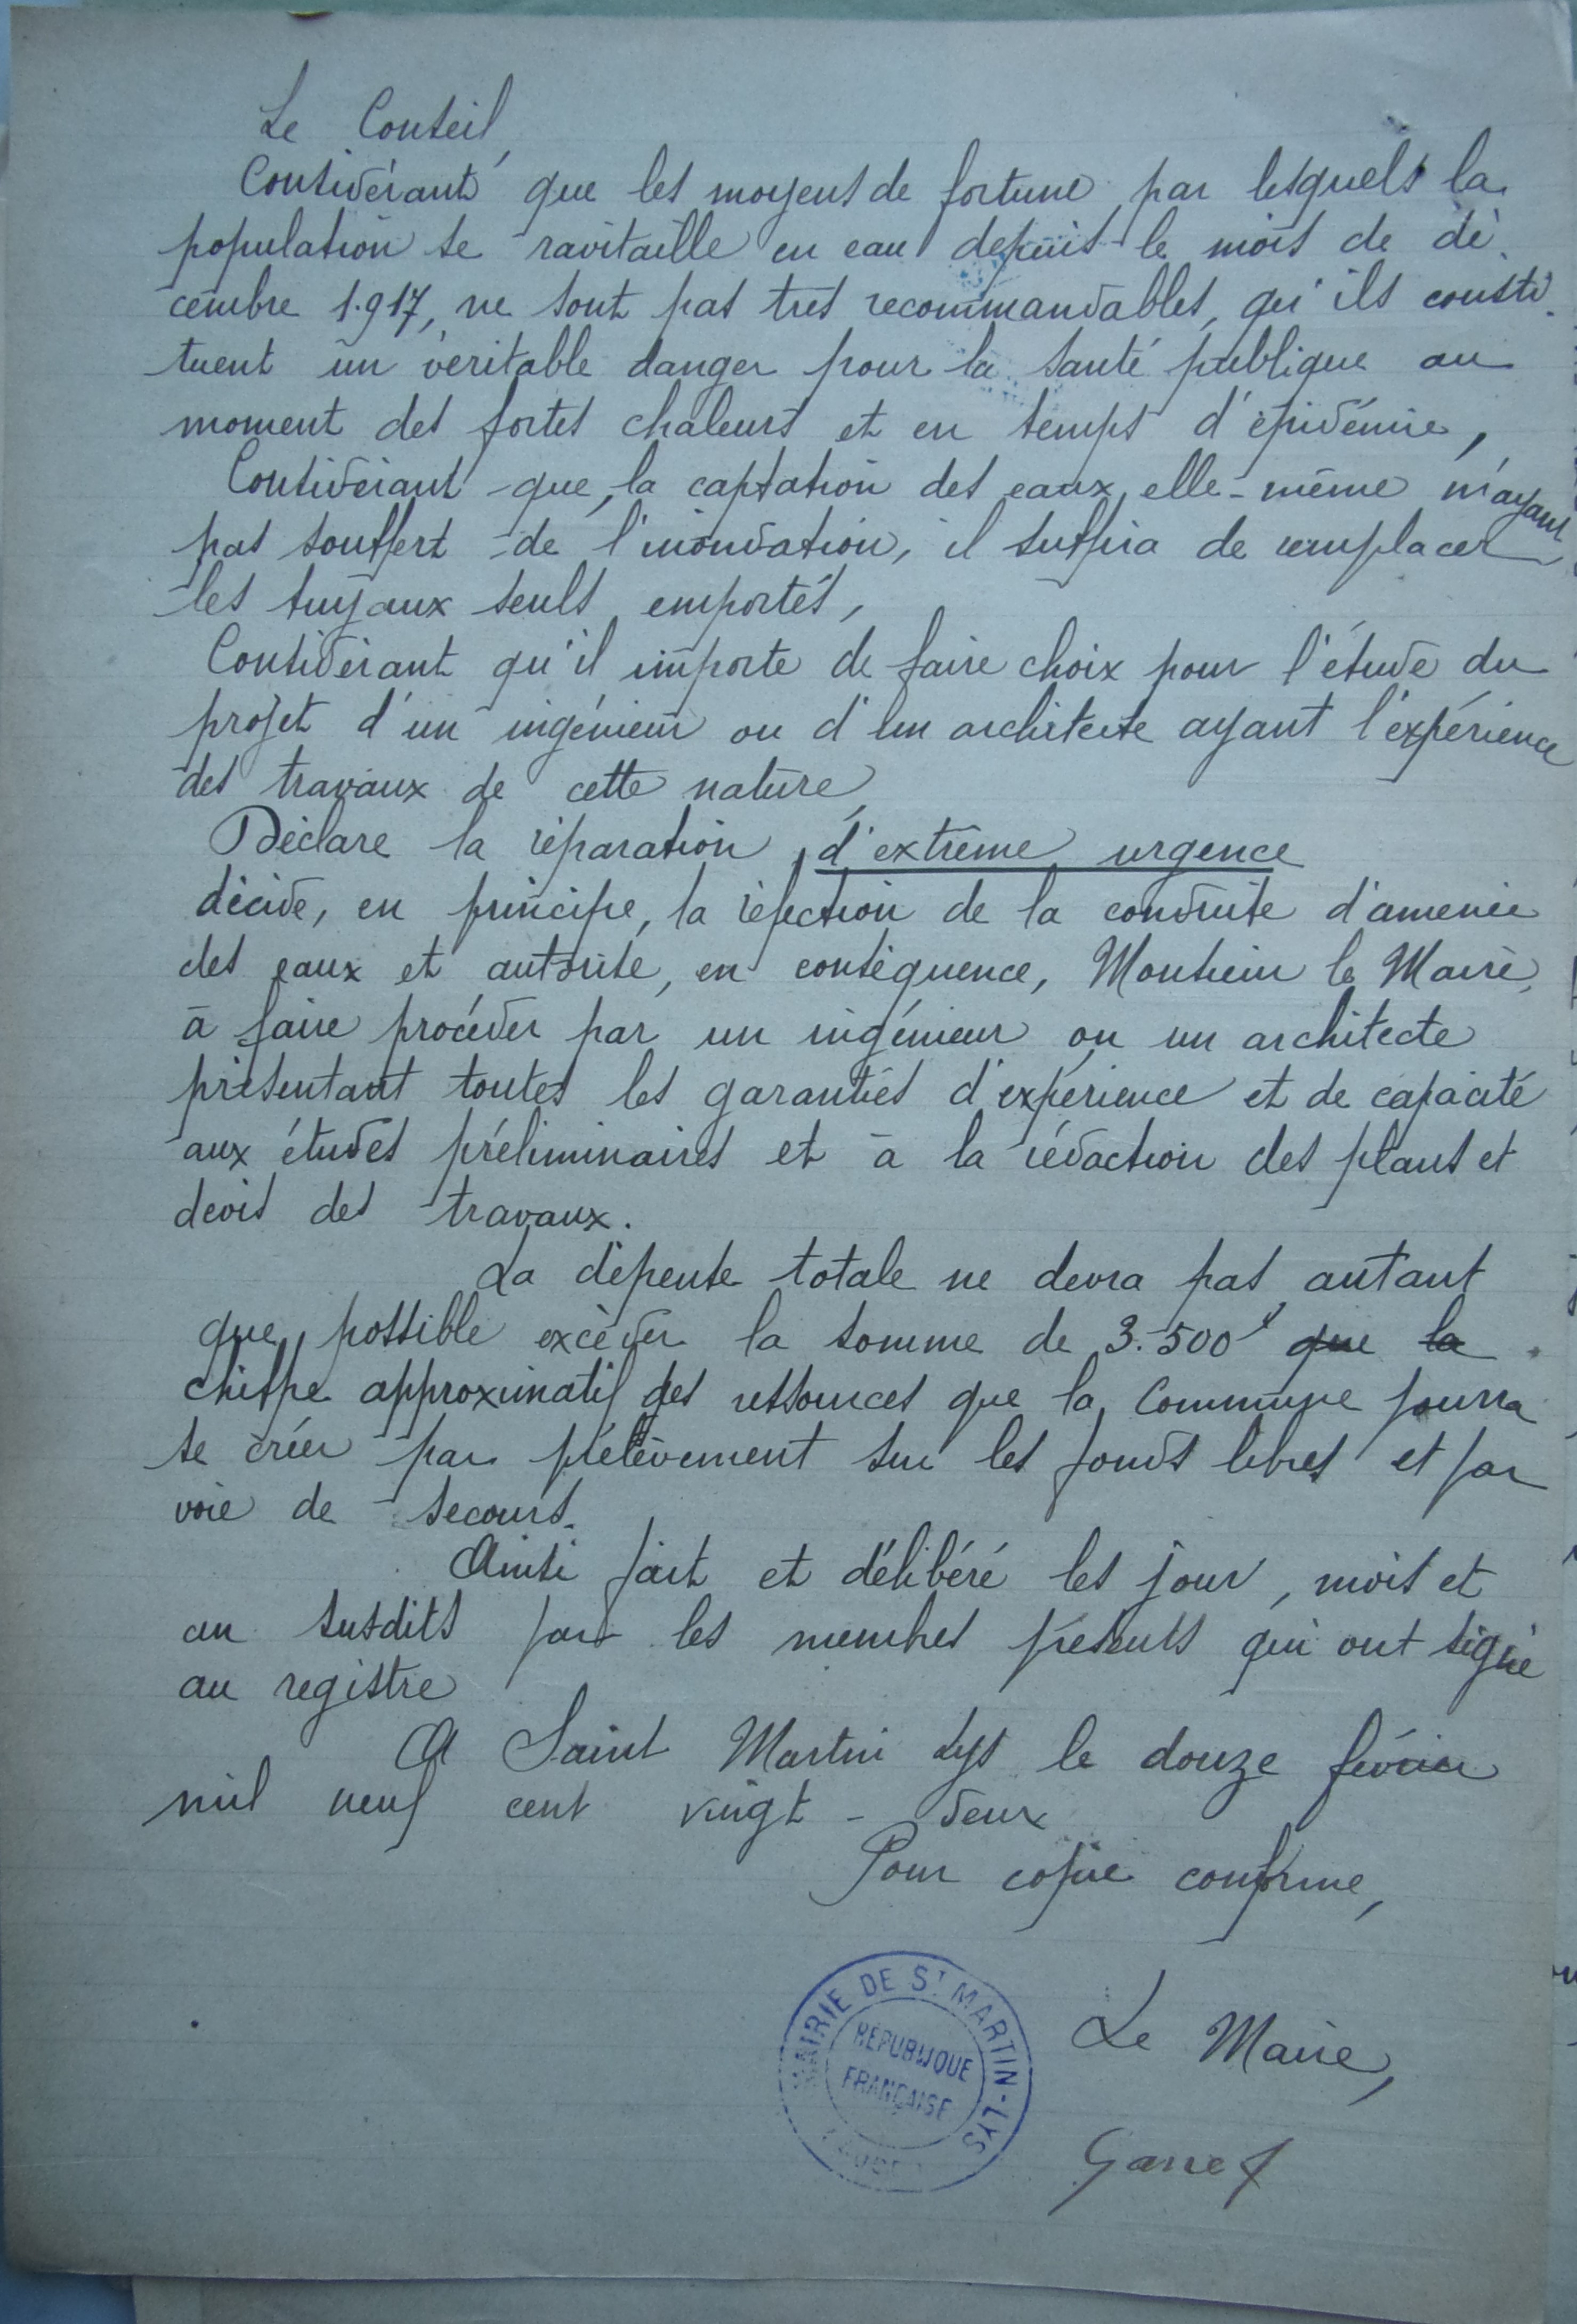 Le Conseil,
Considérant que les moyens de fortune par lesquels la
population se ravitaille en eau depuis le mois de dé-
cembre 1.917, ne sont pas très recommandables, qu'ils consti-
tuent un véritable danger pour la santé publique au
moment des fortes chaleurs et en temps d'épidémie,
Considérant que, la captation des eaux elle-même n'ayant
pas souffert de l'inondation, il suffira de remplacer
les tuyaux seuls emportés,
Considérant qu'il importe de faire choix pour l'étude du
projet d'un ingénieur ou d'un architecte ayant l'expérience
des travaux de cette nature,
Déclare la réparation d'extrême urgence
décide, en principe, la réfection de la conduite d'amenée
des eaux et autorise, en conséquence, Monsieur le Maire,
à faire procéder par un ingénieur ou un architecte
présentant toutes les garanties d'expérience et de capacité
aux études préliminaires et à la rédaction des plans et
devis des travaux.
La dépense totale ne devra pas autant
que possible excéder la somme de 3.500f que la
chiffre approximatif des ressources que la Commune pourra
se créer par prélèvement sur les fonds libres et par
voie de secours.
Ainsi fait et délibéré les jour, mois et
an susdits par les membres présents qui ont signé
au registre
A Saint Martin Lys le douze février
mil neuf cent vingt-deux
Pour copie conforme,
Le Maire,
MAIRIE DE ST MARTIN-LYS
RÉPUBLIQUE
FRANÇAISE